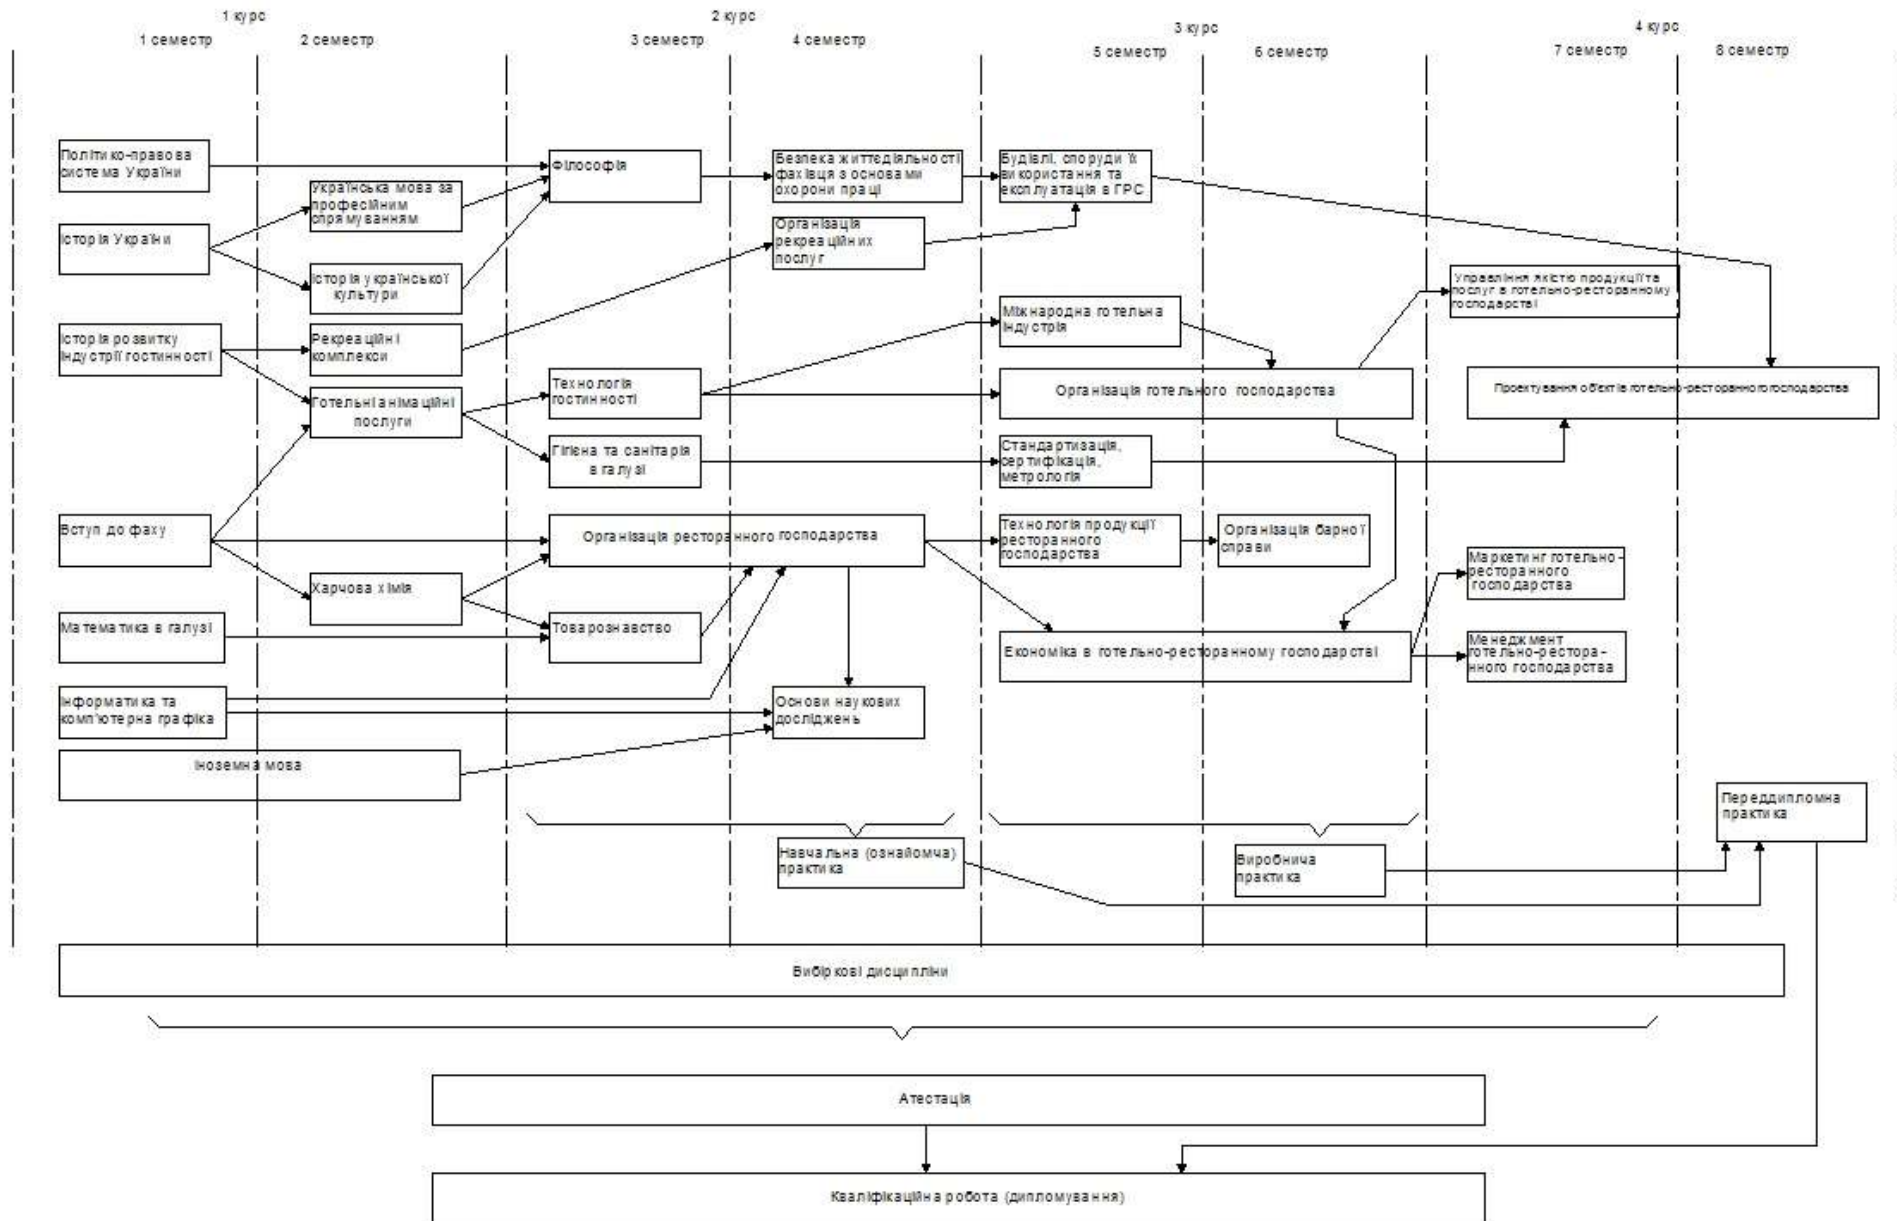 1 курс
2 курс
3 курс
4 курс
1 семестр
2 семестр
3 семестр
4 семестр
5 семестр
6 семестр
7 семестр
8 семестр
Політико-правова
система України
Українська мова за
професійним
спрямуванням
Філософія
Безпека життєдіяльності
фахівця з основами
охорони праці
Будівлі, споруди їх
використання та
експлуатація в ГРС
Історія України
Історія української
культури
Організація
рекреаційних
послуг
Управління якістю продукції та
послуг в готельно-ресторанному
господарстві
Історія розвитку
індустрії гостинності
Рекреаційні
комплекси
Міжнародна готельна
індустрія
Готельні анімаційні
послуги
Технологія
гостинності
Організація готельного господарства
Проектування об'єктів готельно-ресторанного господарства
Гігієна та санітарія
в галузі
Стандартизація,
сертифікація,
метрологія
Вступ до фаху
Організація ресторанного господарства
Технологія продукції
ресторанного
господарства
Організація барної
справи
Харчова хімія
Маркетинг готельно-
ресторанного
господарства
Математика в галузі
Товарознавство
Економіка в готельно-ресторанному господарстві
Менеджмент
готельно-рестора-
нного господарства
Інформатика та
комп'ютерна графіка
Основи наукових
досліджень
Іноземна мова
Переддипломна
практика
Навчальна (ознайомча)
практика
Виробнича
практика
Вибіркові дисципліни
Атестація
Кваліфікаційна робота (дипломування)